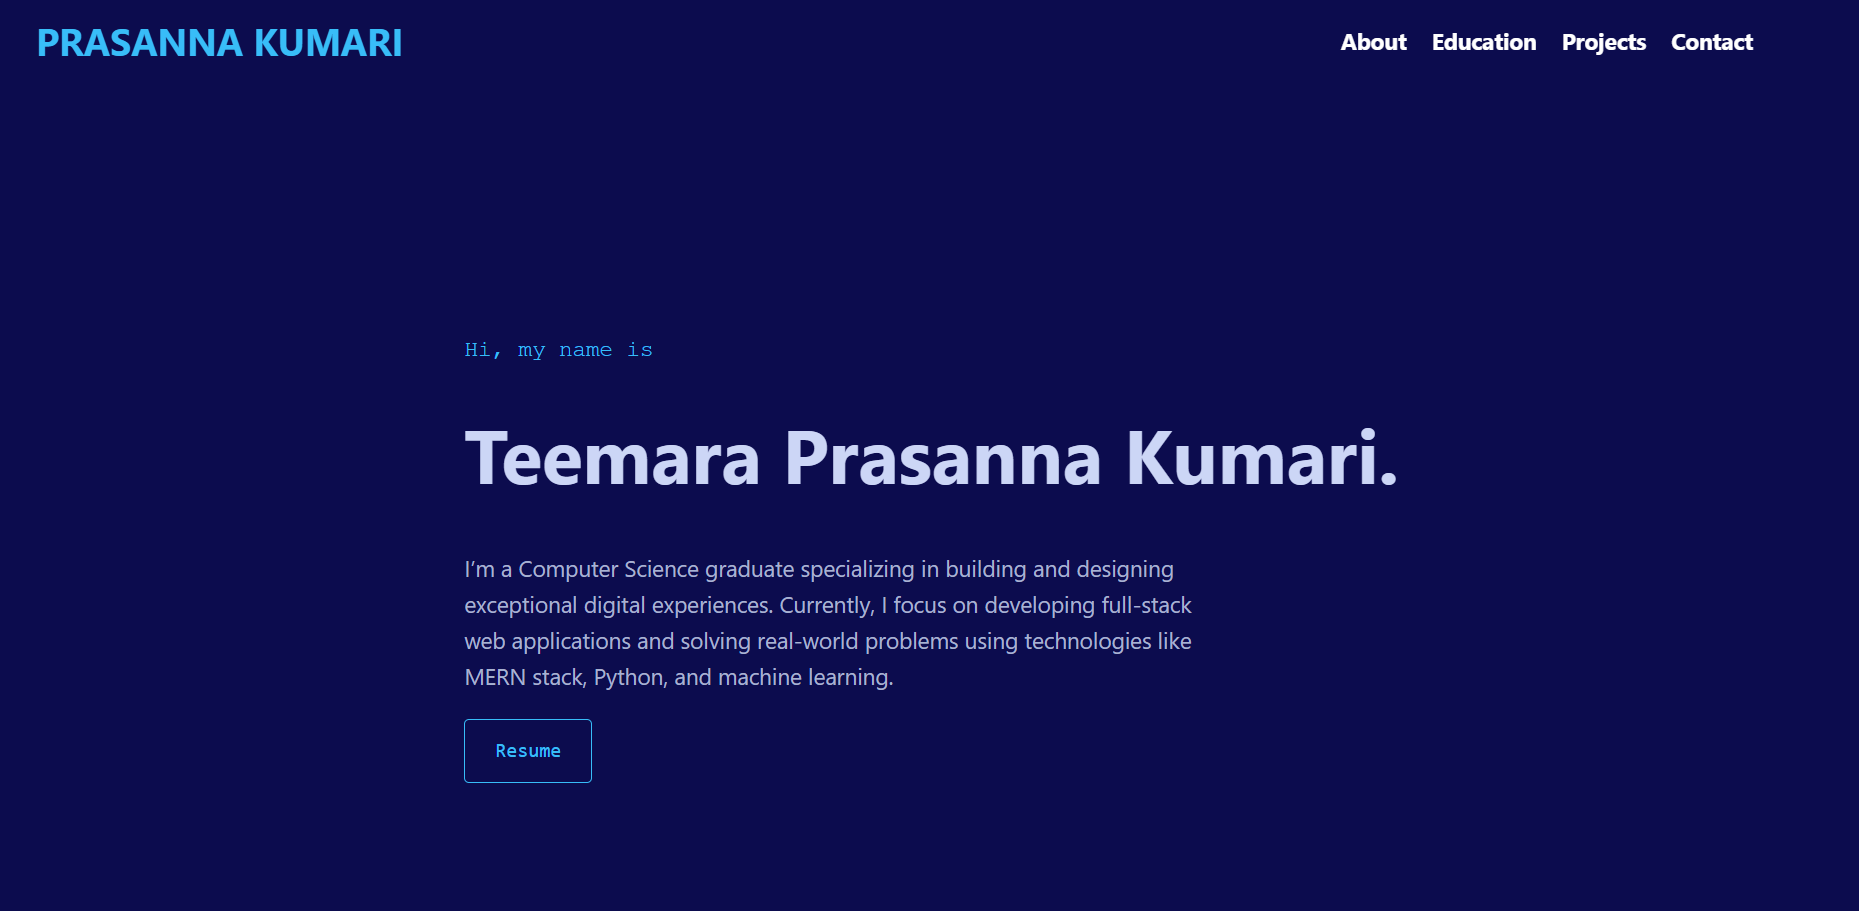 PRASANNA KUMARI
About Education Projects Contact
Hi, my name is
Teemara Prasanna Kumari.
I’m a Computer Science graduate specializing in building and designing
exceptional digital experiences. Currently, I focus on developing full-stack
web applications and solving real-world problems using technologies like
MERN stack, Python, and machine learning.
Resume